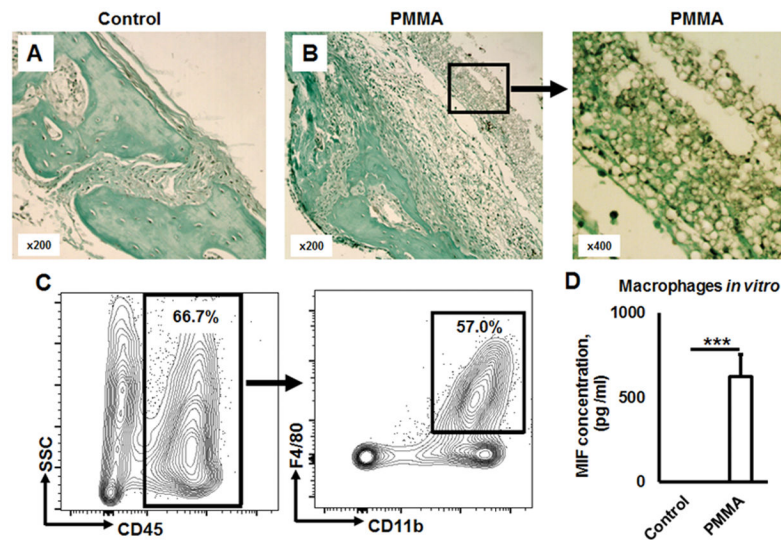 Control
PMMA
PMMA
A
B
x200
x200
x400
C
66.7%
SSC
CD45
57.0%
F4/80
CD11b
D
Macrophages in vitro
MIF concentration,
(pg /ml)
1000
500
0
***
Control
PMMA